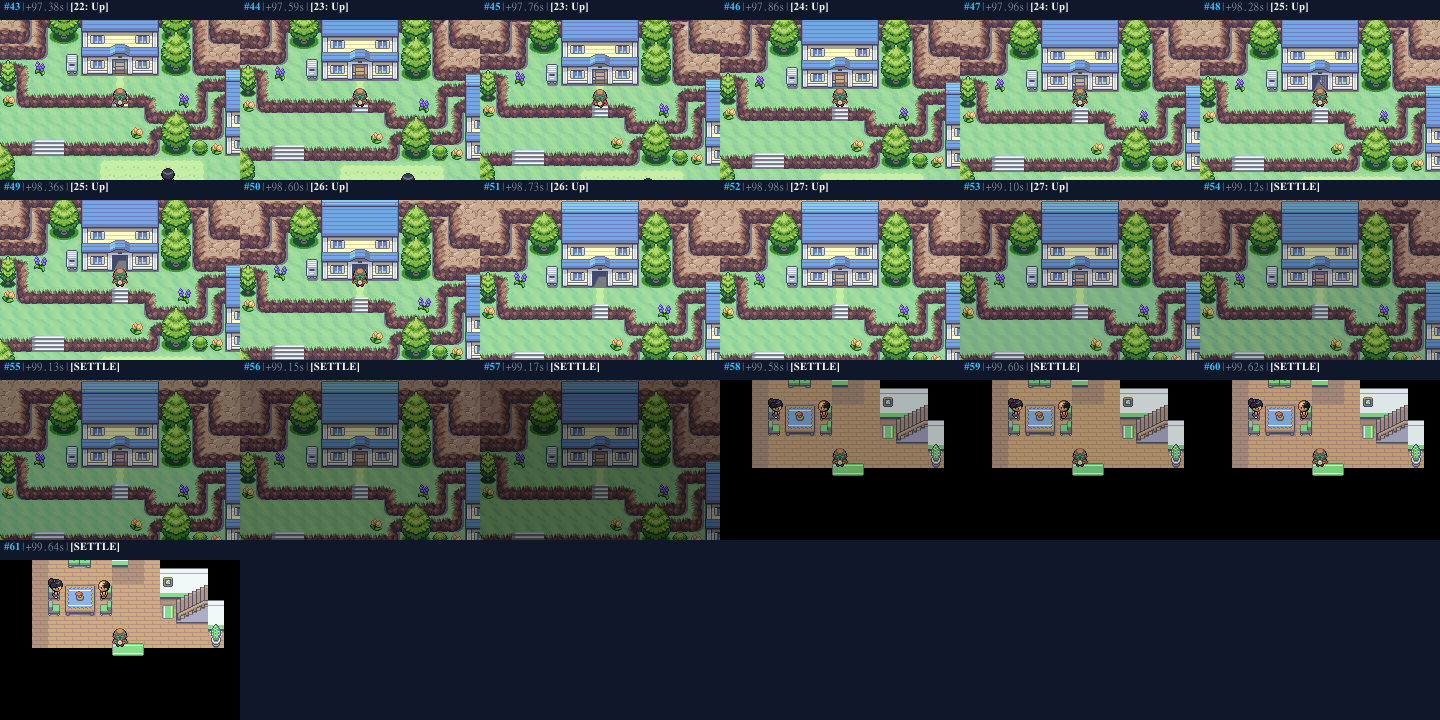 #43|+97.38s|[22: Up]
#44|+97.59s|[23: Up]
#45|+97.76s|[23: Up]
#46|+97.86s|[24: Up]
#47|+97.96s|[24: Up]
#48|+98.28s|[25: Up]
#49|+98.36s|[25: Up]
#50|+98.60s|[26: Up]
#51|+98.73s|[26: Up]
#52|+98.98s|[27: Up]
#53|+99.10s|[27: Up]
#54|+99.12s|[SETTLE]
#55|+99.13s|[SETTLE]
#56|+99.15s|[SETTLE]
#57|+99.17s|[SETTLE]
#58|+99.58s|[SETTLE]
#59|+99.60s|[SETTLE]
#60|+99.62s|[SETTLE]
#61|+99.64s|[SETTLE]